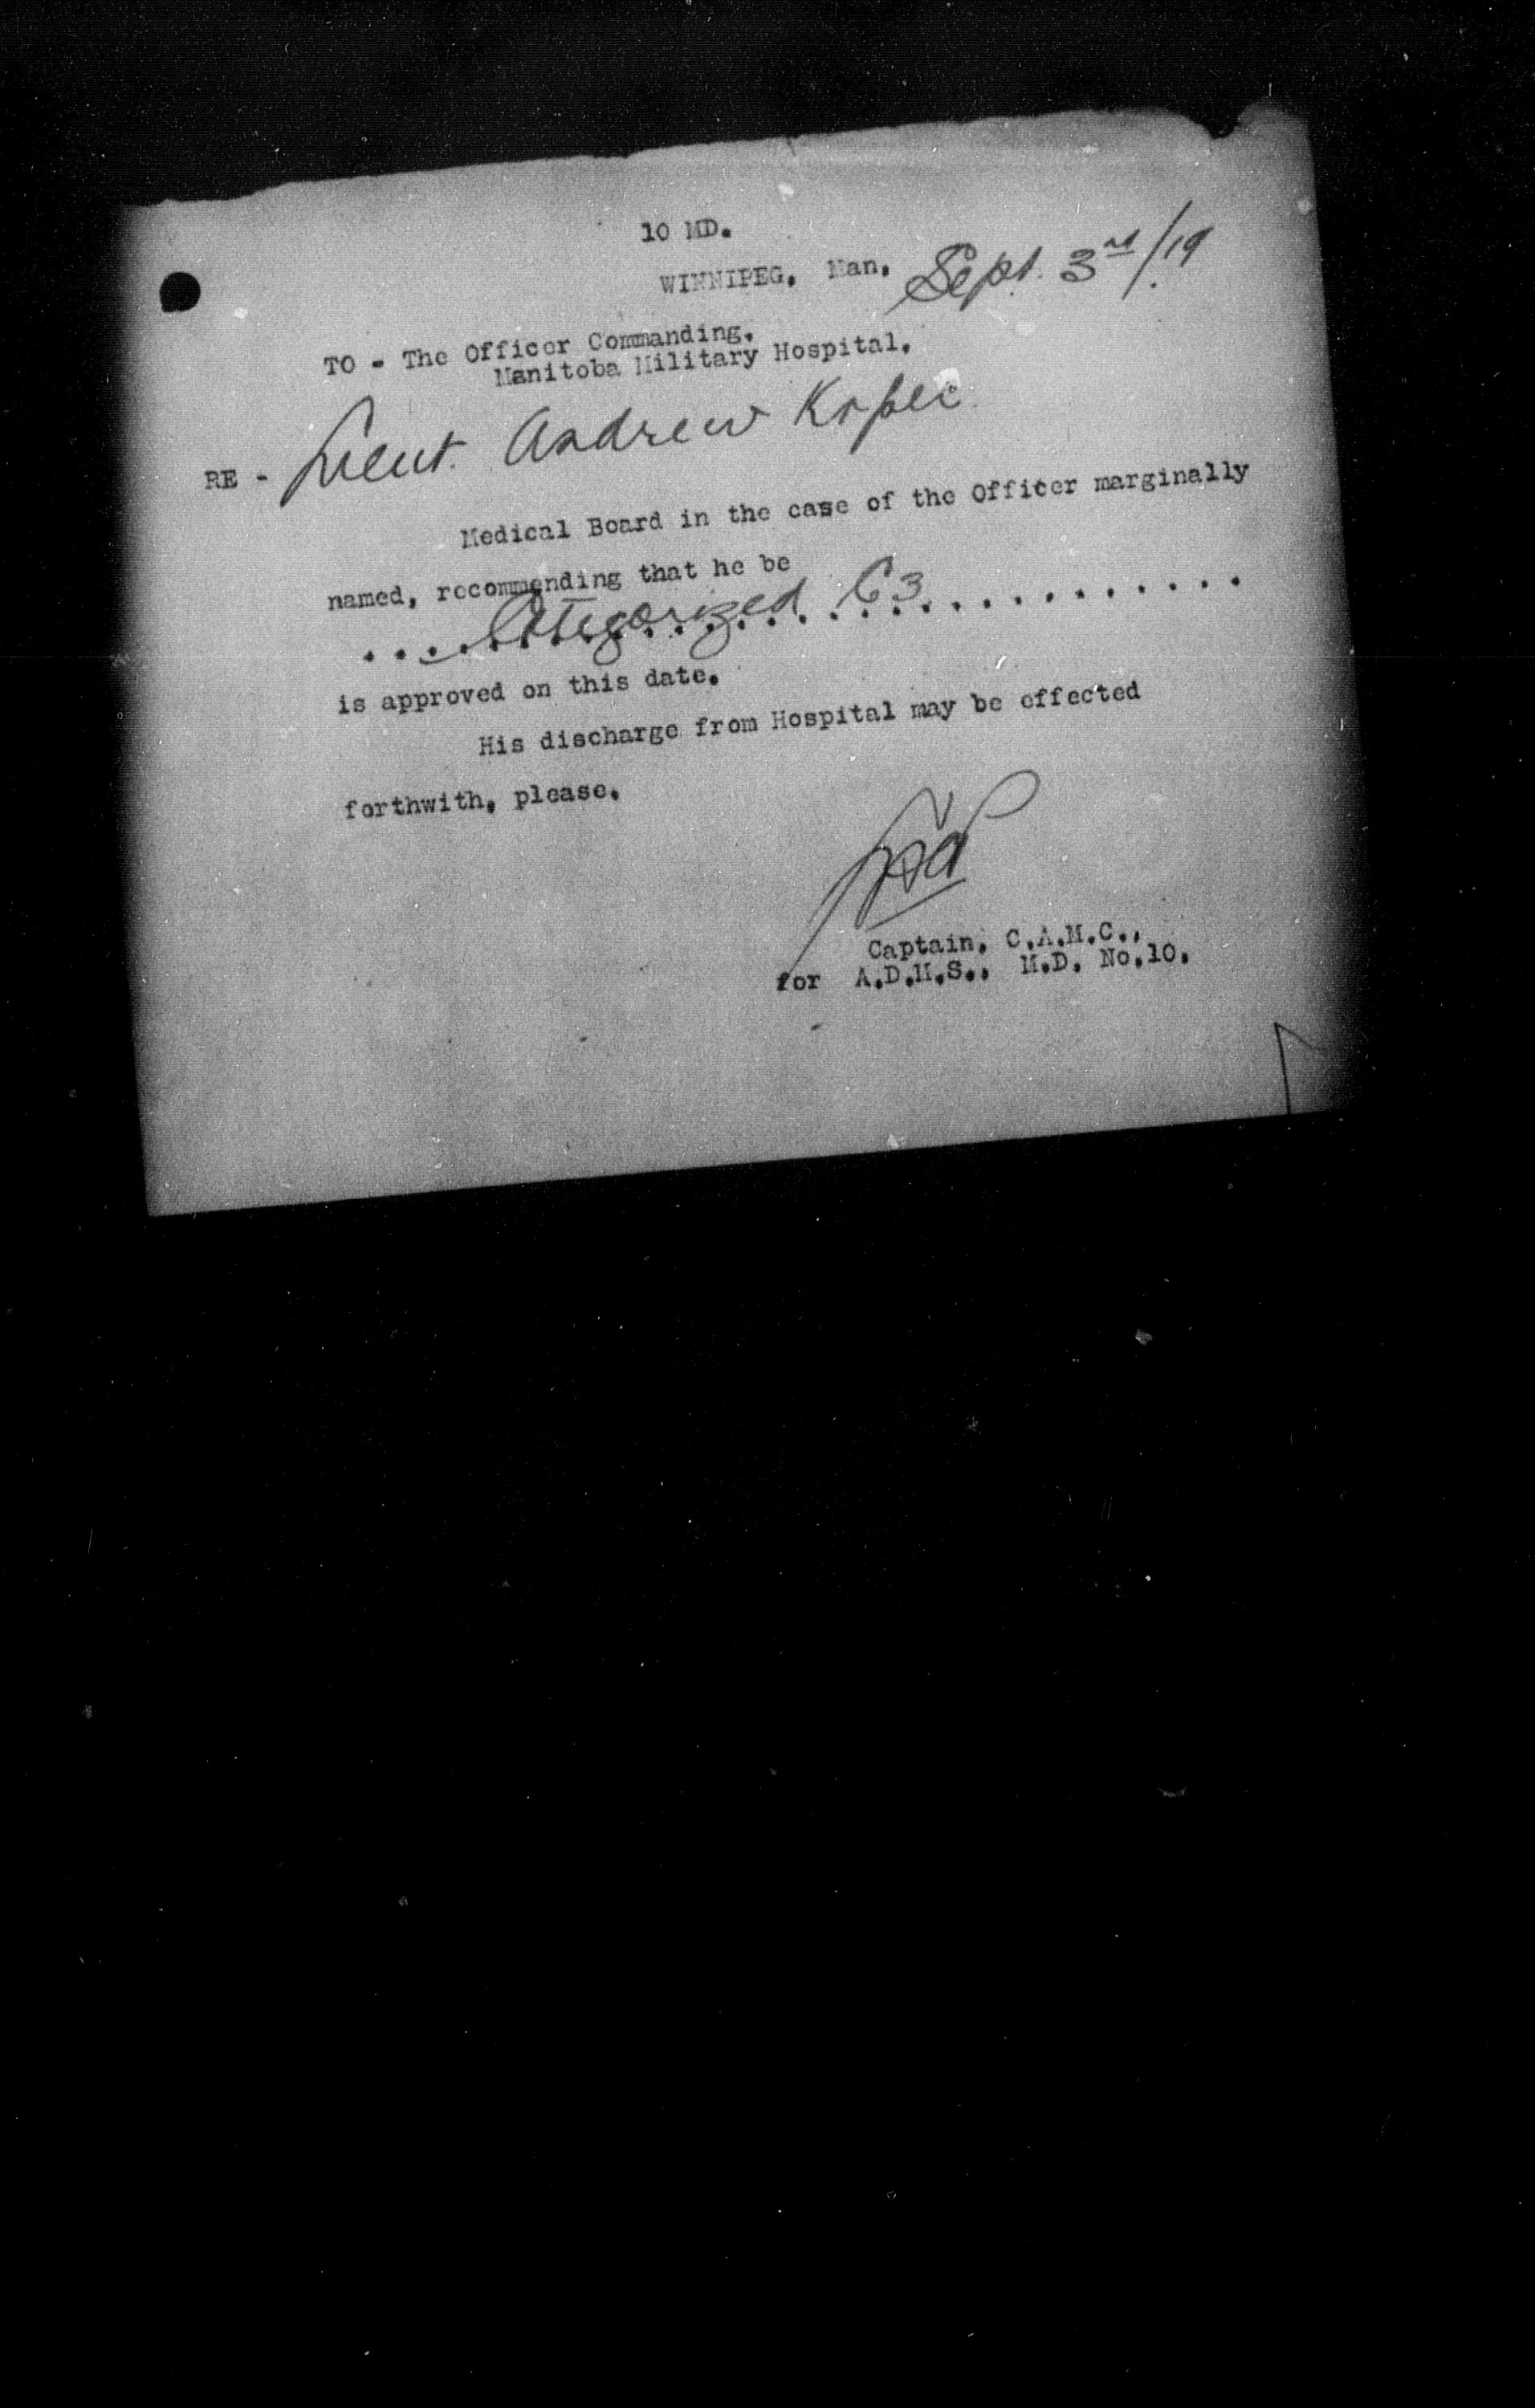 10 MD.
WINNIPEG, Man, Sept. 3rd/19
TO - The Officer Commanding,
Manitoba Military Hospital.
RE - Lieut. Andrew Kopec
Medical Board in the case of the Officer marginally
named, recommending that he be
....Categorized C3....................
is approved on this date.
His discharge from Hospital may be effected
forthwith, please.
Captain, C.A.M.C.,
for A.D.M.S., M.D. No.10.